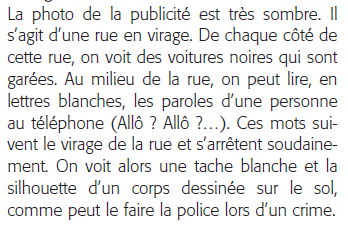 La photo de la publicité est très sombre. Il
s'agit d'une rue en virage. De chaque côté de
cette rue, on voit des voitures noires qui sont
garées. Au milieu de la rue, on peut lire, en
lettres blanches, les paroles d'une personne
au téléphone (Allô ? Allô ?...). Ces mots sui-
vent le virage de la rue et s'arrêtent soudaine-
ment. On voit alors une tache blanche et la
silhouette d'un corps dessinée sur le sol,
comme peut le faire la police lors d'un crime.